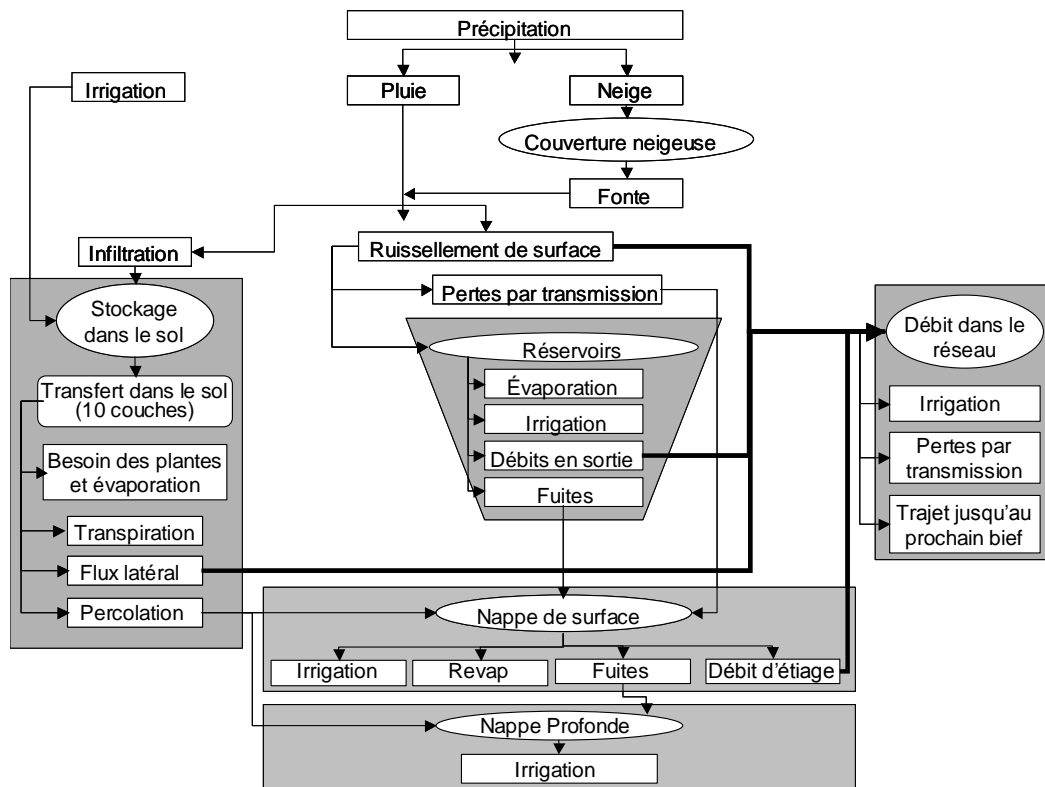 Précipitation
Irrigation
Pluie
Neige
Couverture neigeuse
Fonte
Infiltration
Ruissellement de surface
Pertes par transmission
Stockage
dans le sol
Transfert dans le sol
(10 couches)
Besoin des plantes
et évaporation
Transpiration
Flux latéral
Percolation
Réservoirs
Évaporation
Irrigation
Débits en sortie
Fuites
Débit dans le
réseau
Irrigation
Pertes par
transmission
Trajet jusqu'au
prochain bief
Nappe de surface
Irrigation
Revap
Fuites
Débit d'étiage
Nappe Profonde
Irrigation